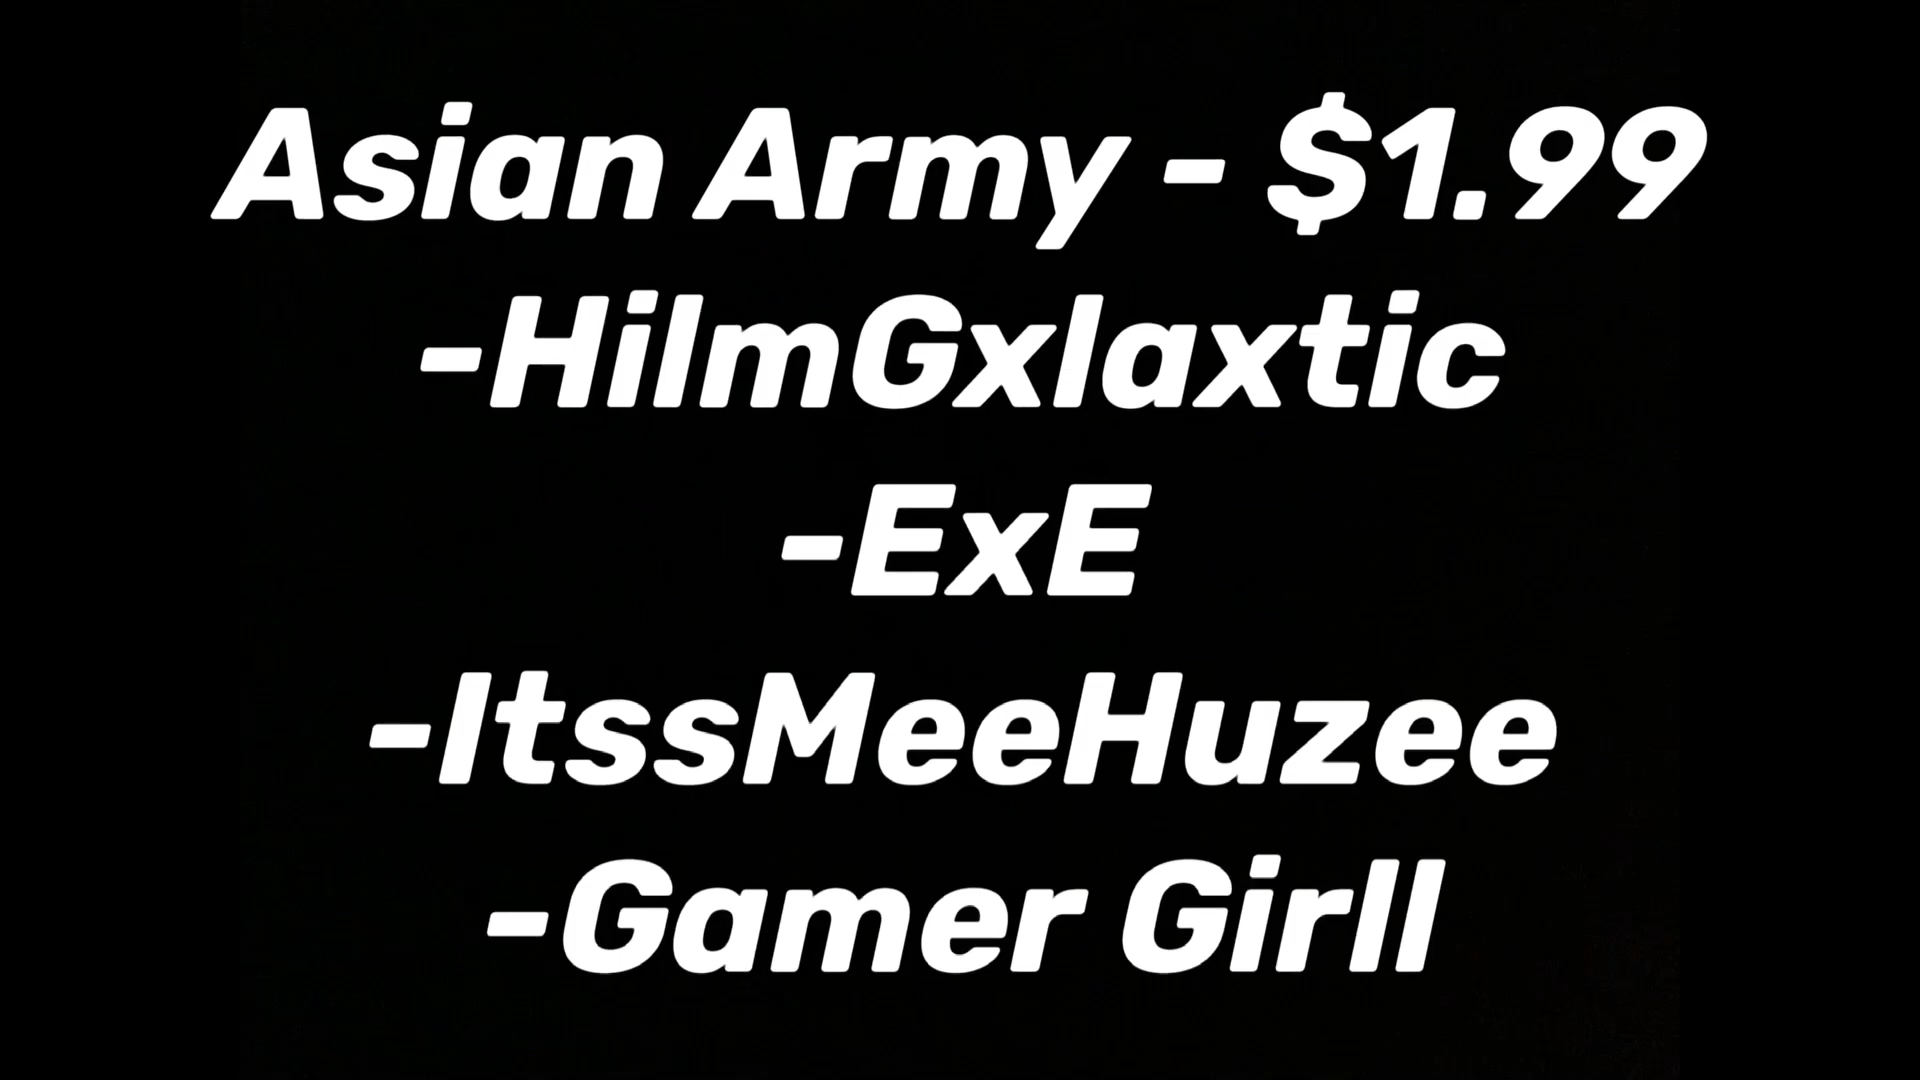 Asian Army - $1.99
-HilmGxlaxtic
-ExE
-ItssMeeHuzee
-Gamer Girll